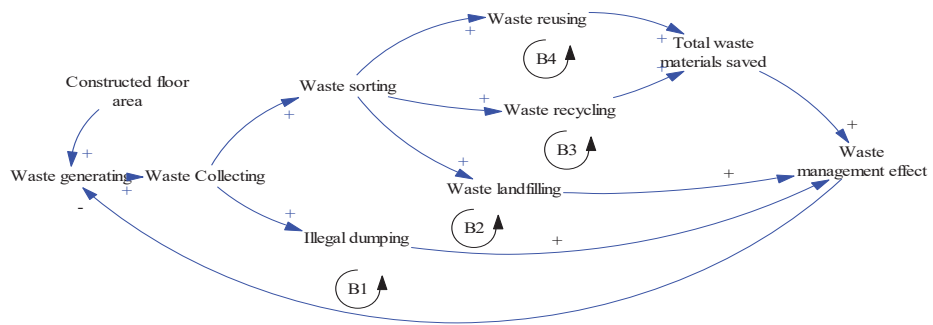 Waste reusing
+
+
B4
Total waste
materials saved
Constructed floor
area
Waste sorting
+
+
+
Waste recycling
+
+
B3
Waste
management effect
+
Waste generating
+
Waste Collecting
+
Waste landfilling
+
-
+
B2
Illegal dumping
+
B1